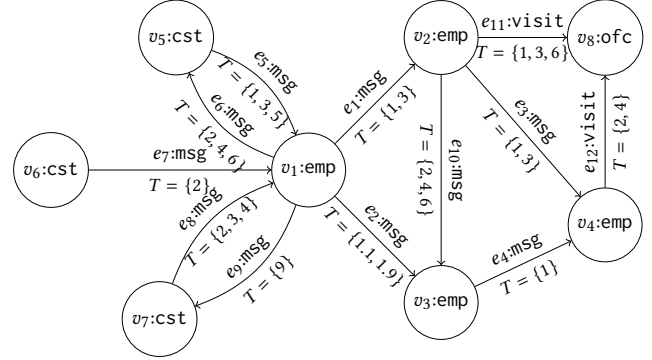 e₁₁:visit
v₅:cst
v₂:emp
v₈:ofc
T = {1, 3, 6}
e₅:msg
T = {1, 3, 5}
e₆:msg
T = {2, 4, 6}
e₁:msg
T = {1, 3}
e₃:msg
T = {1, 3}
e₁₂:visit
T = {2, 4}
e₁₀:msg
T = {2, 4, 6}
e₇:msg
v₆:cst
v₁:emp
T = {2}
e₈:msg
T = {2, 3, 4}
e₂:msg
T = {1.1, 1.9}
v₄:emp
e₉:msg
T = {9}
e₄:msg
T = {1}
v₃:emp
v₇:cst